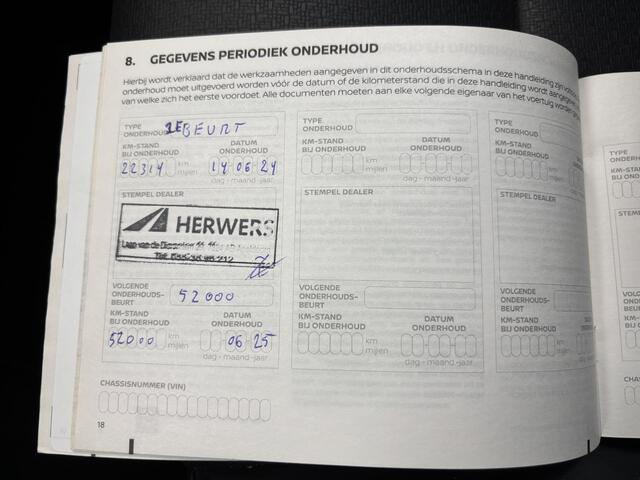 8. GEGEVENS PERIODIEK ONDERHOUD
Hierbij wordt verklaard dat de werkzaamheden aangegeven in dit onderhoudsschema in deze handleiding zijn
onderhoud moet uitgevoerd worden vóór de datum of de kilometerstand die in deze handleiding wordt aangegeven
van welke zich het eerste voordoet. Alle documenten moeten aan elke volgende eigenaar van het voertuig worden
TYPE ONDERHOUD 1E BEURT
KM-STAND BIJ ONDERHOUD
DATUM ONDERHOUD
22314 km mijlen
14 06 24
dag - maand - jaar
STEMPEL DEALER
HERWERS
VOLGENDE ONDERHOUDS-BEURT 52000
KM-STAND BIJ ONDERHOUD
DATUM ONDERHOUD
52000 km mijlen
06 25
dag - maand - jaar
TYPE ONDERHOUD
KM-STAND BIJ ONDERHOUD
DATUM ONDERHOUD
km mijlen
dag - maand - jaar
STEMPEL DEALER
VOLGENDE ONDERHOUDS-BEURT
KM-STAND BIJ ONDERHOUD
DATUM ONDERHOUD
km mijlen
dag - maand - jaar
TYPE ONDERHOUD
KM-STAND BIJ ONDERHOUD
STEMPEL DEALER
VOLGENDE ONDERHOUDS-BEURT
KM-STAND BIJ ONDERHOUD
CHASSISNUMMER (VIN)
18